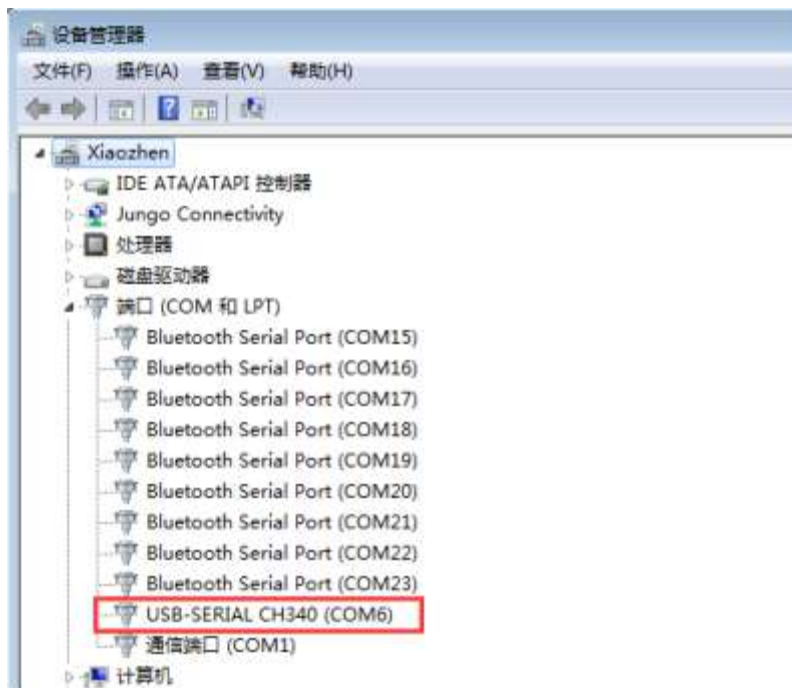 设备管理器
文件(F) 操作(A) 查看(V) 帮助(H)
Xiaozhen
IDE ATA/ATAPI 控制器
Jungo Connectivity
处理器
磁盘驱动器
端口 (COM 和 LPT)
Bluetooth Serial Port (COM15)
Bluetooth Serial Port (COM16)
Bluetooth Serial Port (COM17)
Bluetooth Serial Port (COM18)
Bluetooth Serial Port (COM19)
Bluetooth Serial Port (COM20)
Bluetooth Serial Port (COM21)
Bluetooth Serial Port (COM22)
Bluetooth Serial Port (COM23)
USB-SERIAL CH340 (COM6)
通信端口 (COM1)
计算机